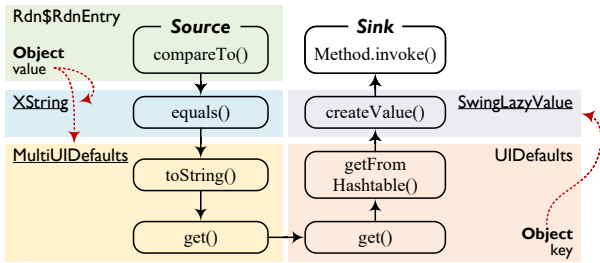 Rdn$RdnEntry
Source
compareTo()
Object
value
XString
equals()
MultiUIDefaults
toString()
get()
Sink
Method.invoke()
createValue()
SwingLazyValue
getFrom
Hashtable()
UIDefaults
get()
Object
key